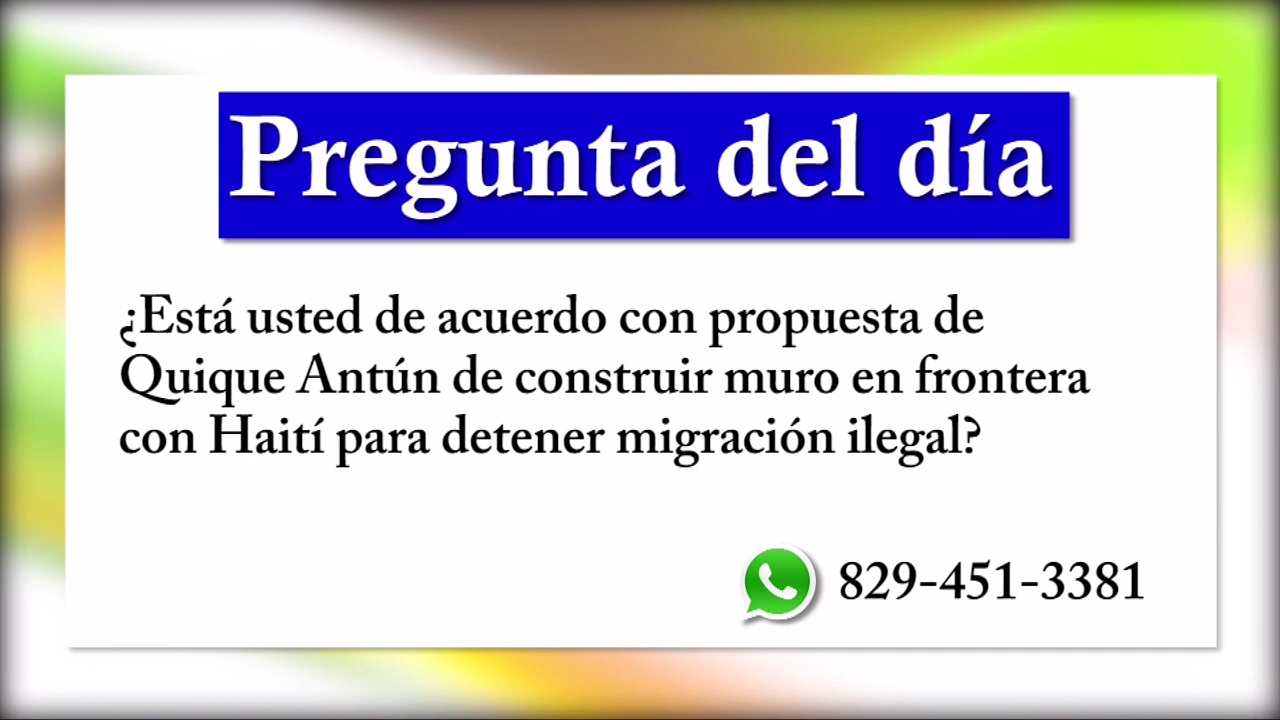 Pregunta del día
¿Está usted de acuerdo con propuesta de
Quique Antún de construir muro en frontera
con Haití para detener migración ilegal?
829-451-3381